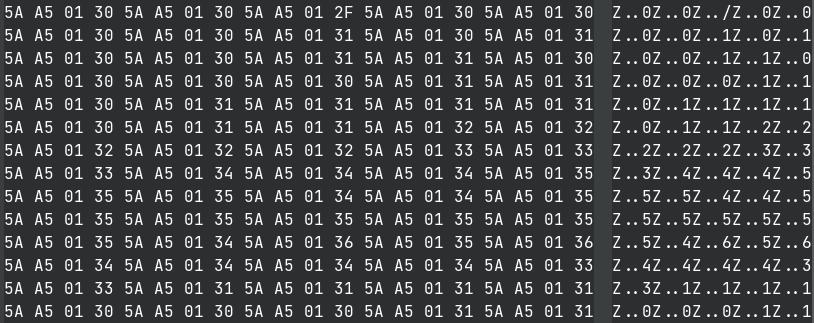 5A A5 01 30 5A A5 01 30 5A A5 01 2F 5A A5 01 30 5A A5 01 30 Z..0Z..0Z../Z..0Z..0
5A A5 01 30 5A A5 01 30 5A A5 01 31 5A A5 01 30 5A A5 01 31 Z..0Z..0Z..1Z..0Z..1
5A A5 01 30 5A A5 01 30 5A A5 01 31 5A A5 01 31 5A A5 01 30 Z..0Z..0Z..1Z..1Z..0
5A A5 01 30 5A A5 01 30 5A A5 01 30 5A A5 01 31 5A A5 01 31 Z..0Z..0Z..0Z..1Z..1
5A A5 01 30 5A A5 01 31 5A A5 01 31 5A A5 01 31 5A A5 01 31 Z..0Z..1Z..1Z..1Z..1
5A A5 01 30 5A A5 01 31 5A A5 01 31 5A A5 01 32 5A A5 01 32 Z..0Z..1Z..1Z..2Z..2
5A A5 01 32 5A A5 01 32 5A A5 01 32 5A A5 01 33 5A A5 01 33 Z..2Z..2Z..2Z..3Z..3
5A A5 01 33 5A A5 01 34 5A A5 01 34 5A A5 01 34 5A A5 01 35 Z..3Z..4Z..4Z..4Z..5
5A A5 01 35 5A A5 01 35 5A A5 01 34 5A A5 01 34 5A A5 01 35 Z..5Z..5Z..4Z..4Z..5
5A A5 01 35 5A A5 01 35 5A A5 01 35 5A A5 01 35 5A A5 01 35 Z..5Z..5Z..5Z..5Z..5
5A A5 01 35 5A A5 01 34 5A A5 01 36 5A A5 01 35 5A A5 01 36 Z..5Z..4Z..6Z..5Z..6
5A A5 01 34 5A A5 01 34 5A A5 01 34 5A A5 01 34 5A A5 01 33 Z..4Z..4Z..4Z..4Z..3
5A A5 01 33 5A A5 01 31 5A A5 01 31 5A A5 01 31 5A A5 01 31 Z..3Z..1Z..1Z..1Z..1
5A A5 01 30 5A A5 01 30 5A A5 01 30 5A A5 01 31 5A A5 01 31 Z..0Z..0Z..0Z..1Z..1